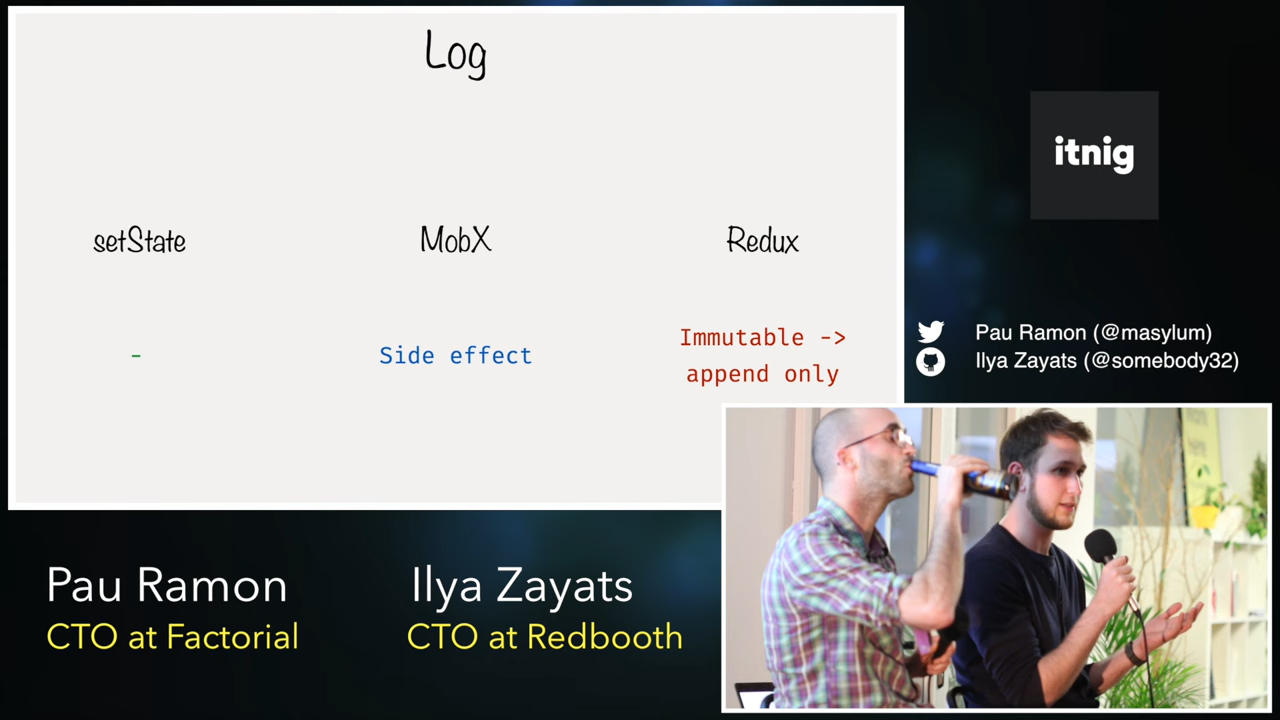 Log
setState
MobX
Redux
-
Side effect
Immutable ->
append only
itnig
Pau Ramon (@masylum)
Ilya Zayats (@somebody32)
Pau Ramon
CTO at Factorial
Ilya Zayats
CTO at Redbooth